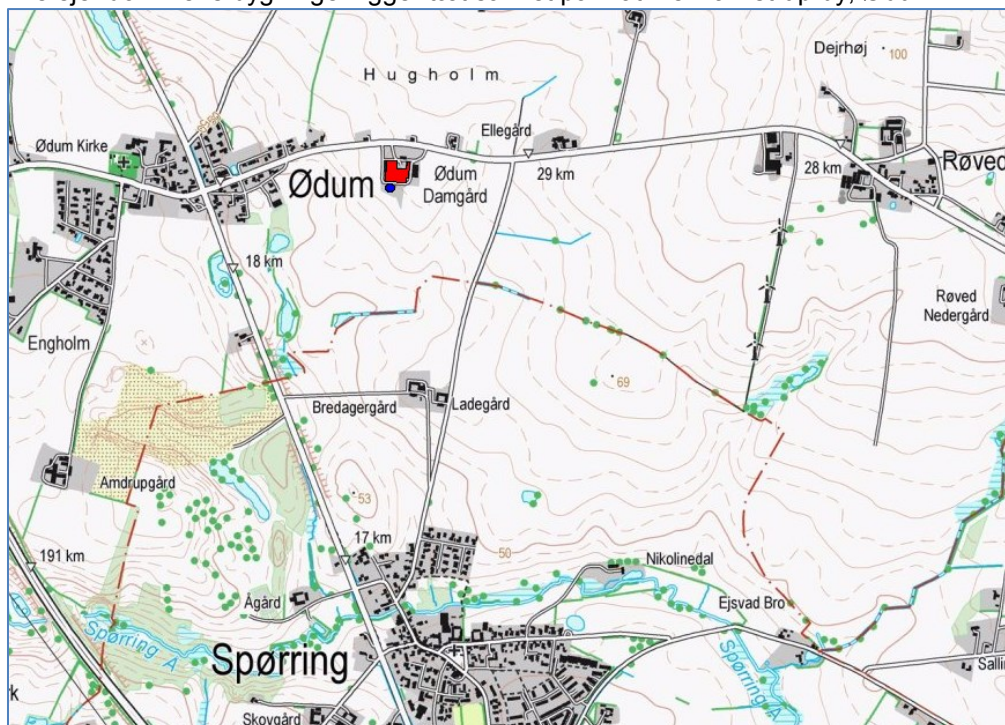 Hugholm
Dejrhøj
100
Ødum Kirke
Ellegård
Ødum
Ødum
Damgård
29 km
28 km
Røved
18 km
Røved
Nedergård
Engholm
69
Bredagergård
Ladegård
Amdrupgård
53
17 km
50
191 km
Nikolinedal
Ågård
Ejsvad Bro
Spørring Å
Spørring
Spørring Å
Skovgård